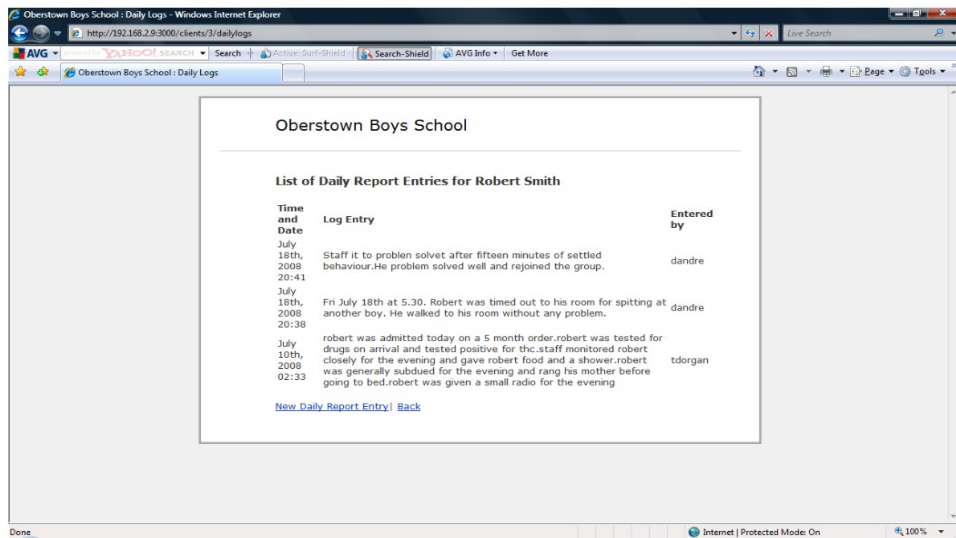 Oberstown Boys School : Daily Logs - Windows Internet Explorer
http://192.168.2.9:3000/clients/3/dailylogs
Live Search
AVG
YAHOO! SEARCH
Search
Active Surf-Shield
Search-Shield
AVG Info
Get More
Oberstown Boys School : Daily Logs
Page
Tools
Oberstown Boys School
List of Daily Report Entries for Robert Smith
Time
and
Date
Log Entry
Entered
by
July
18th,
2008
20:41
Staff it to problen solvet after fifteen minutes of settled
behaviour.He problem solved well and rejoined the group.
dandre
July
18th,
2008
20:38
Fri July 18th at 5.30. Robert was timed out to his room for spitting at
another boy. He walked to his room without any problem.
dandre
July
10th,
2008
02:33
robert was admitted today on a 5 month order.robert was tested for
drugs on arrival and tested positive for thc.staff monitored robert
closely for the evening and gave robert food and a shower.robert
was generally subdued for the evening and rang his mother before
going to bed.robert was given a small radio for the evening
tdorgan
New Daily Report Entry| Back
Done
Internet | Protected Mode: On
100%